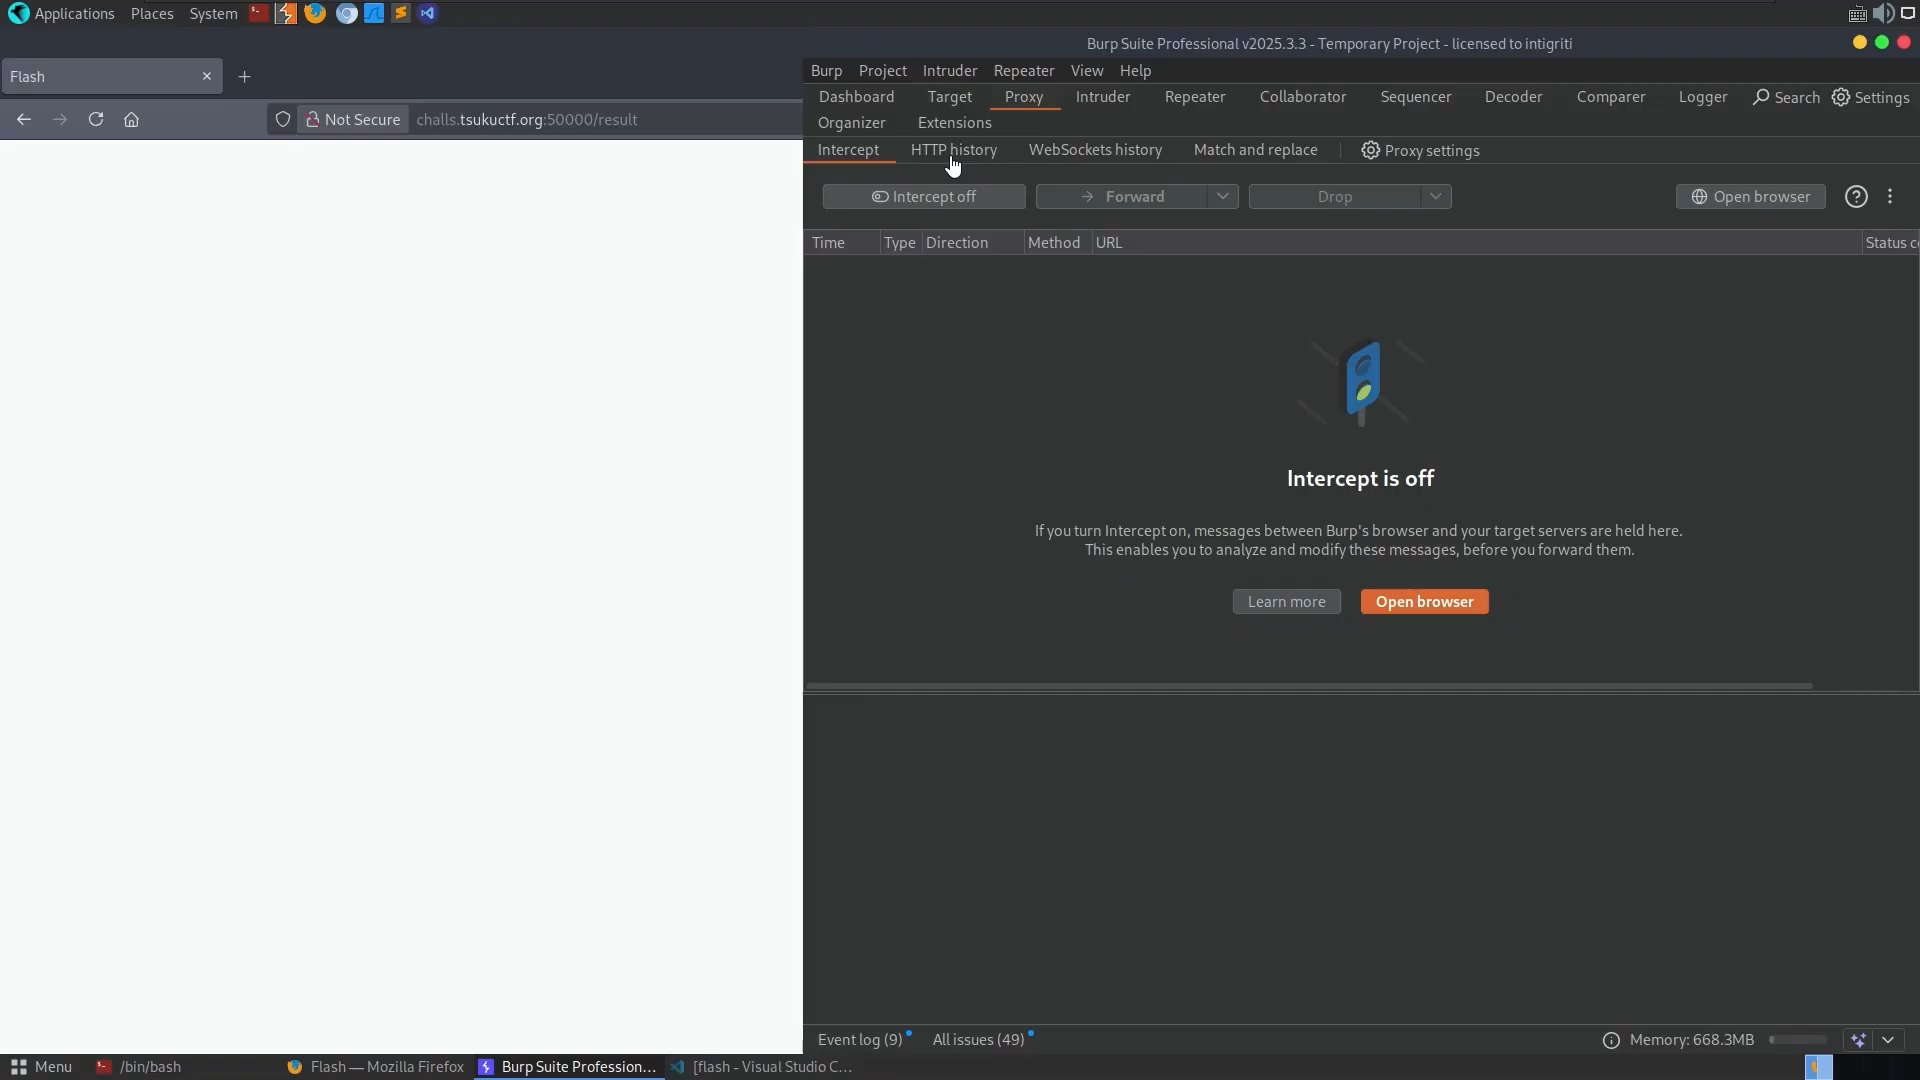 Applications Places System
Burp Suite Professional v2025.3.3 - Temporary Project - licensed to intigriti
Flash
Burp Project Intruder Repeater View Help
Dashboard Target Proxy Intruder Repeater Collaborator Sequencer Decoder Comparer Logger Search Settings
Not Secure challs.tsukuctf.org:50000/result
Organizer Extensions
Intercept HTTP history WebSockets history Match and replace Proxy settings
Intercept off Forward Drop Open browser
Time Type Direction Method URL Status c
Intercept is off
If you turn Intercept on, messages between Burp's browser and your target servers are held here.
This enables you to analyze and modify these messages, before you forward them.
Learn more Open browser
Event log (9) All issues (49) Memory: 668.3MB
Menu /bin/bash Flash — Mozilla Firefox Burp Suite Profession... [flash - Visual Studio C...